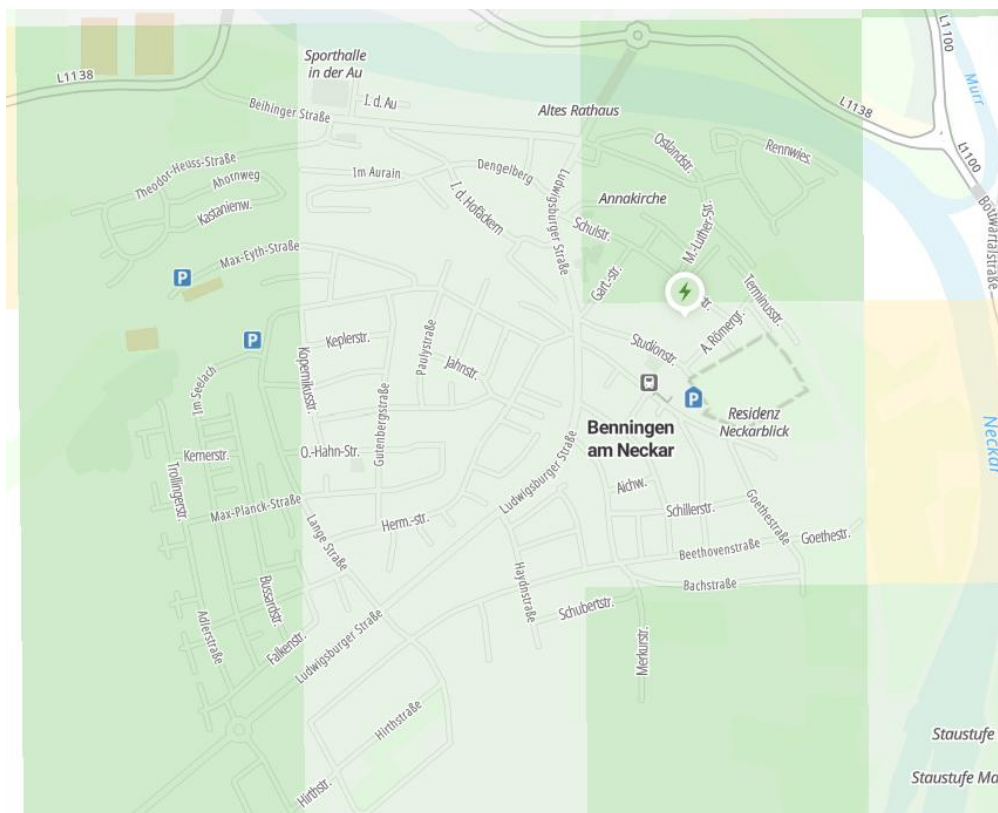 L1100
Sporthalle
in der Au
L1138
Murr
I. d. Au
Beihinger Straße
Altes Rathaus
L1138
Ostlandstr.
Rennwies.
L1100
Theodor-Heuss-Straße
Dengelberg
Im Aurain
Ahornweg
Ludwigsburger Straße
Kastanienw.
I. d. Hofäckern
Annakirche
M.-Luther-Str.
Bottwartalstraße
Schulstr.
Max-Eyth-Straße
Gart.-str.
Terminusstr.
P
tr.
A. Römergr.
Studionstr.
P
Keplerstr.
Paulystraße
Jahnstr.
Kopernikusstr.
Im Seelach
P
Gutenbergstraße
Residenz
Neckarblick
Benningen
am Neckar
Neckar
Kernerstr.
O.-Hahn-Str.
Trollingerstr.
Ludwigsburger Straße
Aichw.
Max-Planck-Straße
Herm.-str.
Schillerstr.
Goethestraße
Lange Straße
Goethestr.
Beethovenstraße
Haydnstraße
Bachstraße
Bussardstr.
Schubertstr.
Adlerstraße
Falkenstr.
Ludwigsburger Straße
Merkurstr.
Hirthstraße
Staustufe
Staustufe Ma
Hirthstr.